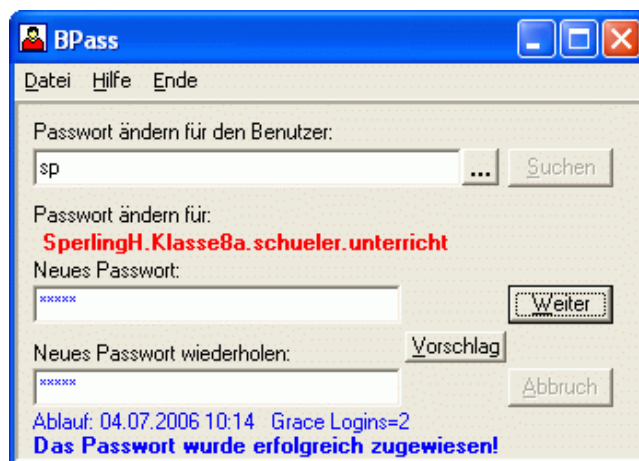 BPass
Datei Hilfe Ende
Passwort ändern für den Benutzer:
sp ... Suchen
Passwort ändern für:
SperlingH.Klasse8a.schueler.unterricht
Neues Passwort:
***** Weiter
Vorschlag
Neues Passwort wiederholen:
***** Abbruch
Ablauf: 04.07.2006 10:14 Grace Logins=2
Das Passwort wurde erfolgreich zugewiesen!